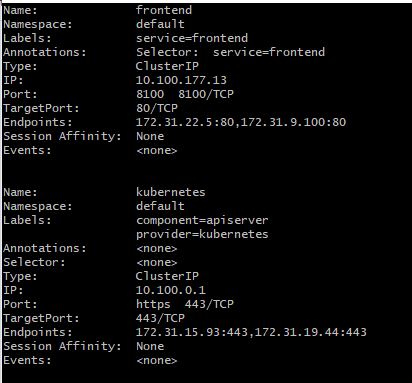 Name:              frontend
Namespace:         default
Labels:            service=frontend
Annotations:       Selector:  service=frontend
Type:              ClusterIP
IP:                10.100.177.13
Port:              8100  8100/TCP
TargetPort:        80/TCP
Endpoints:         172.31.22.5:80,172.31.9.100:80
Session Affinity:  None
Events:            <none>
Name:              kubernetes
Namespace:         default
Labels:            component=apiserver
                   provider=kubernetes
Annotations:       <none>
Selector:          <none>
Type:              ClusterIP
IP:                10.100.0.1
Port:              https  443/TCP
TargetPort:        443/TCP
Endpoints:         172.31.15.93:443,172.31.19.44:443
Session Affinity:  None
Events:            <none>